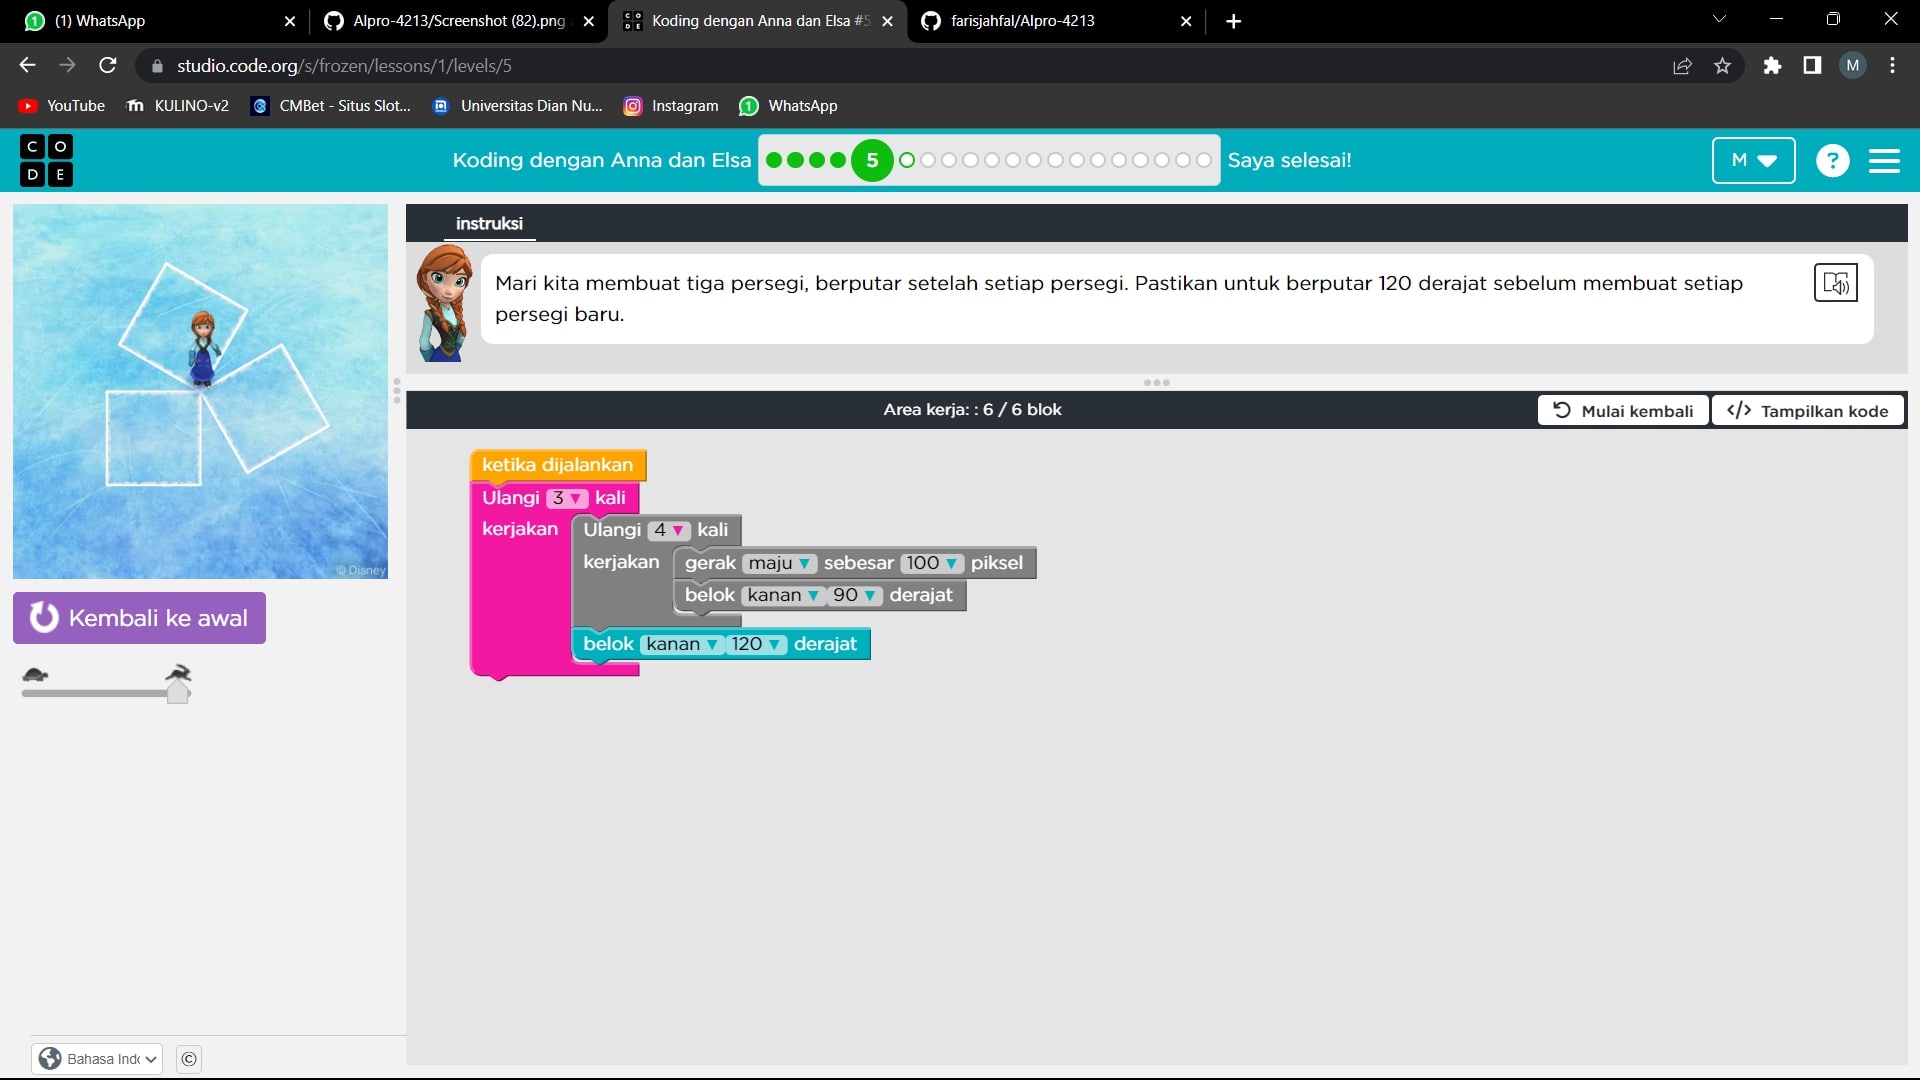 (1) WhatsApp
Alpro-4213/Screenshot (82).png
Koding dengan Anna dan Elsa #5
farisjahfal/Alpro-4213
studio.code.org/s/frozen/lessons/1/levels/5
M
YouTube
KULINO-v2
CMBet - Situs Slot...
Universitas Dian Nu...
Instagram
WhatsApp
C O
D E
Koding dengan Anna dan Elsa
5
Saya selesai!
M
?
instruksi
Mari kita membuat tiga persegi, berputar setelah setiap persegi. Pastikan untuk berputar 120 derajat sebelum membuat setiap
persegi baru.
© Disney
Area kerja: : 6 / 6 blok
Mulai kembali
</> Tampilkan kode
ketika dijalankan
Ulangi 3 kali
kerjakan
Ulangi 4 kali
kerjakan
gerak maju sebesar 100 piksel
belok kanan 90 derajat
belok kanan 120 derajat
Kembali ke awal
Bahasa Indo
©